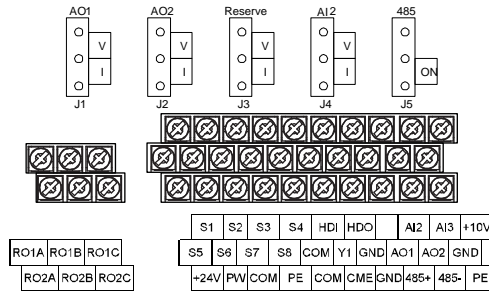 AO1 AO2 Reserve AI2 485
V V V V
I I I I ON
J1 J2 J3 J4 J5
S1 S2 S3 S4 HDI HDO AI2 AI3 +10V
RO1A RO1B RO1C S5 S6 S7 S8 COM Y1 GND AO1 AO2 GND
RO2A RO2B RO2C +24V PW COM PE COM CME GND 485+ 485- PE